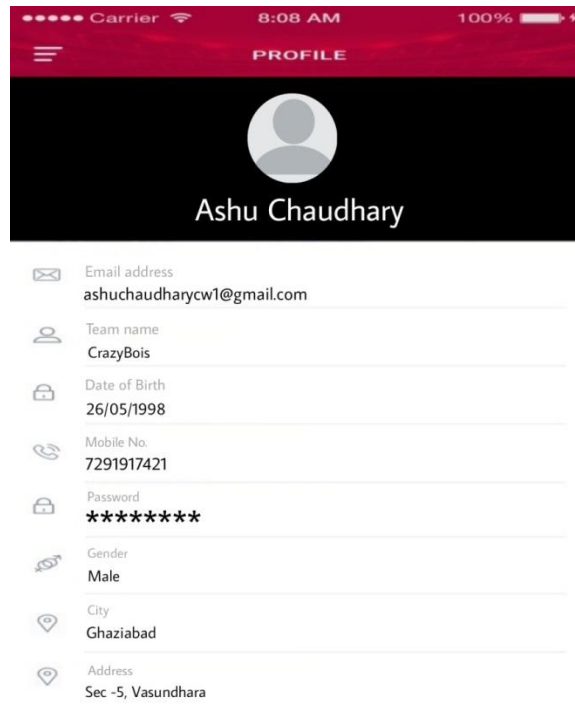 Carrier 8:08 AM 100%
PROFILE
Ashu Chaudhary
Email address
ashuchaudharycw1@gmail.com
Team name
CrazyBois
Date of Birth
26/05/1998
Mobile No.
7291917421
Password
********
Gender
Male
City
Ghaziabad
Address
Sec -5, Vasundhara